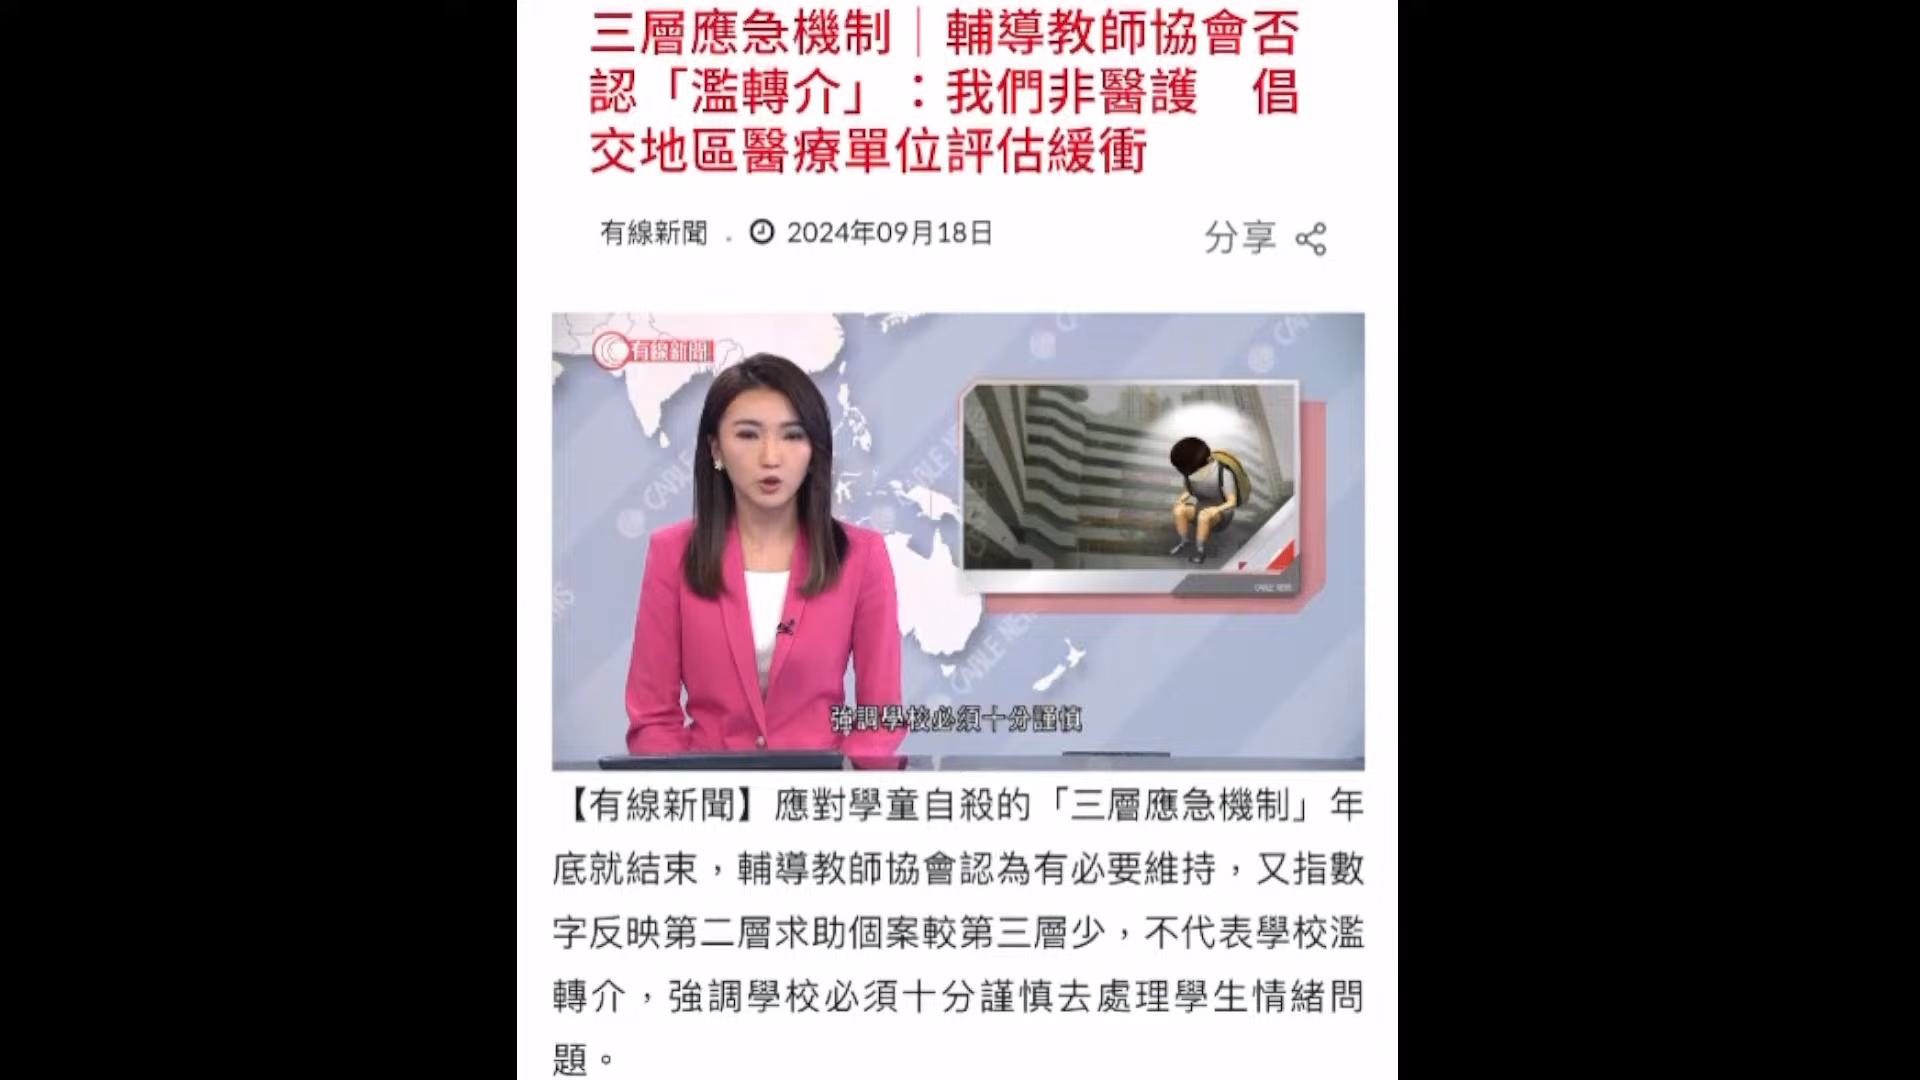 三層應急機制｜輔導教師協會否
認「濫轉介」：我們非醫護　倡
交地區醫療單位評估緩衝
有線新聞 . 2024年09月18日
分享
有線新聞
CABLE NEWS
強調學校必須十分謹慎
【有線新聞】應對學童自殺的「三層應急機制」年
底就結束，輔導教師協會認為有必要維持，又指數
字反映第二層求助個案較第三層少，不代表學校濫
轉介，強調學校必須十分謹慎去處理學生情緒問
題。